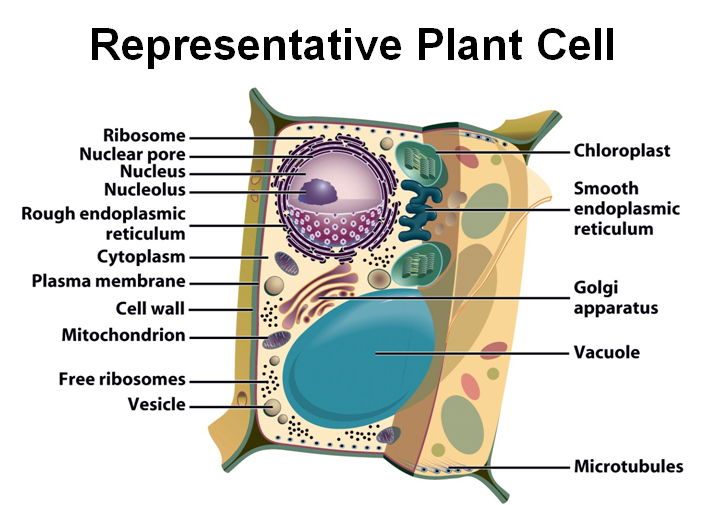 Representative Plant Cell
Ribosome
Nuclear pore
Nucleus
Nucleolus
Rough endoplasmic
reticulum
Cytoplasm
Plasma membrane
Cell wall
Mitochondrion
Free ribosomes
Vesicle
Chloroplast
Smooth
endoplasmic
reticulum
Golgi
apparatus
Vacuole
Microtubules